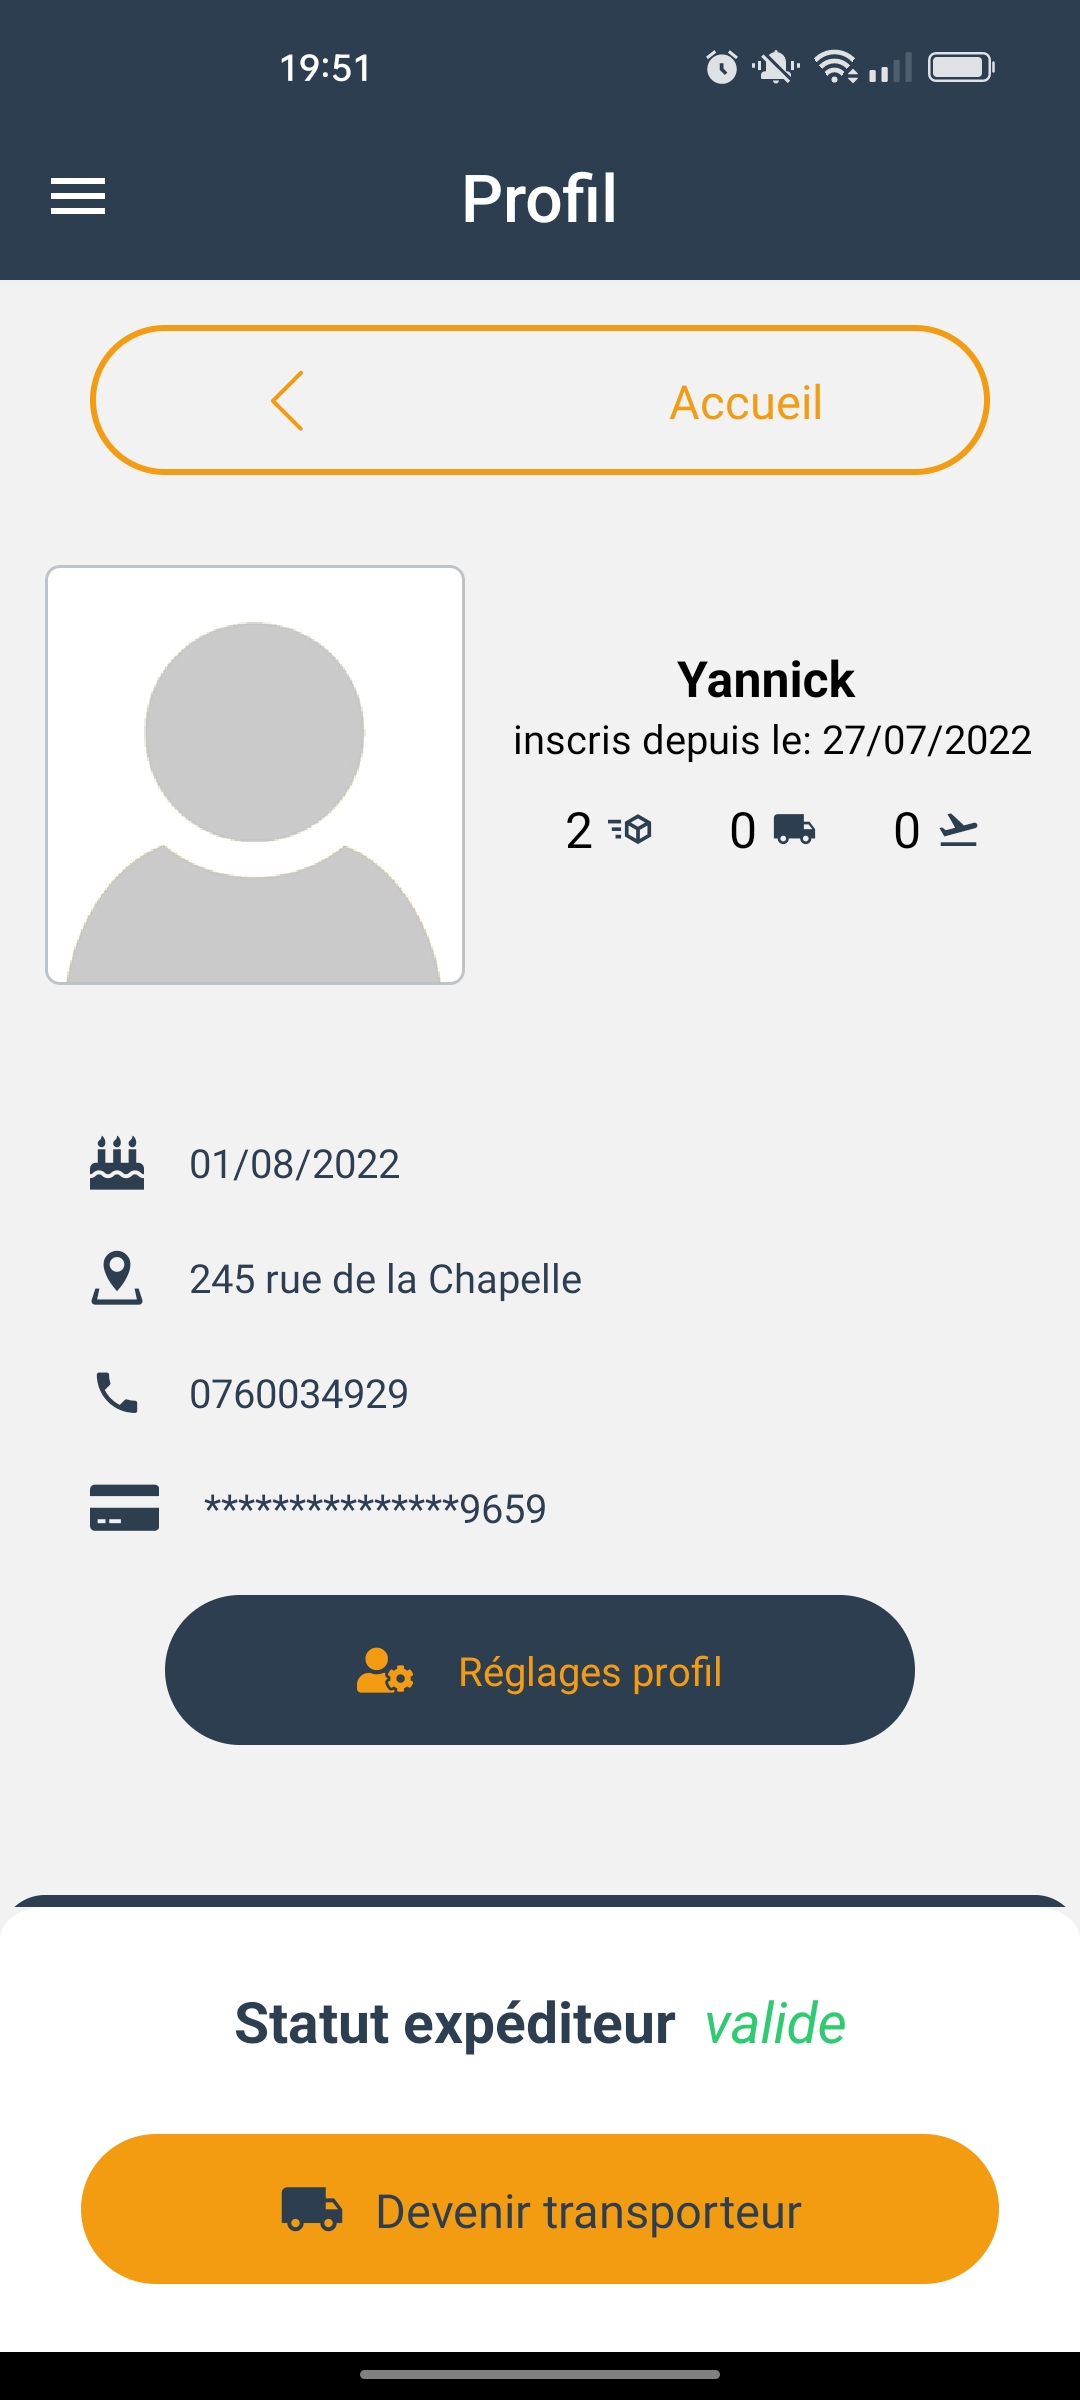 19:51
Profil
Accueil
Yannick
inscris depuis le: 27/07/2022
2 0 0
01/08/2022
245 rue de la Chapelle
0760034929
***************9659
Réglages profil
Statut expéditeur valide
Devenir transporteur